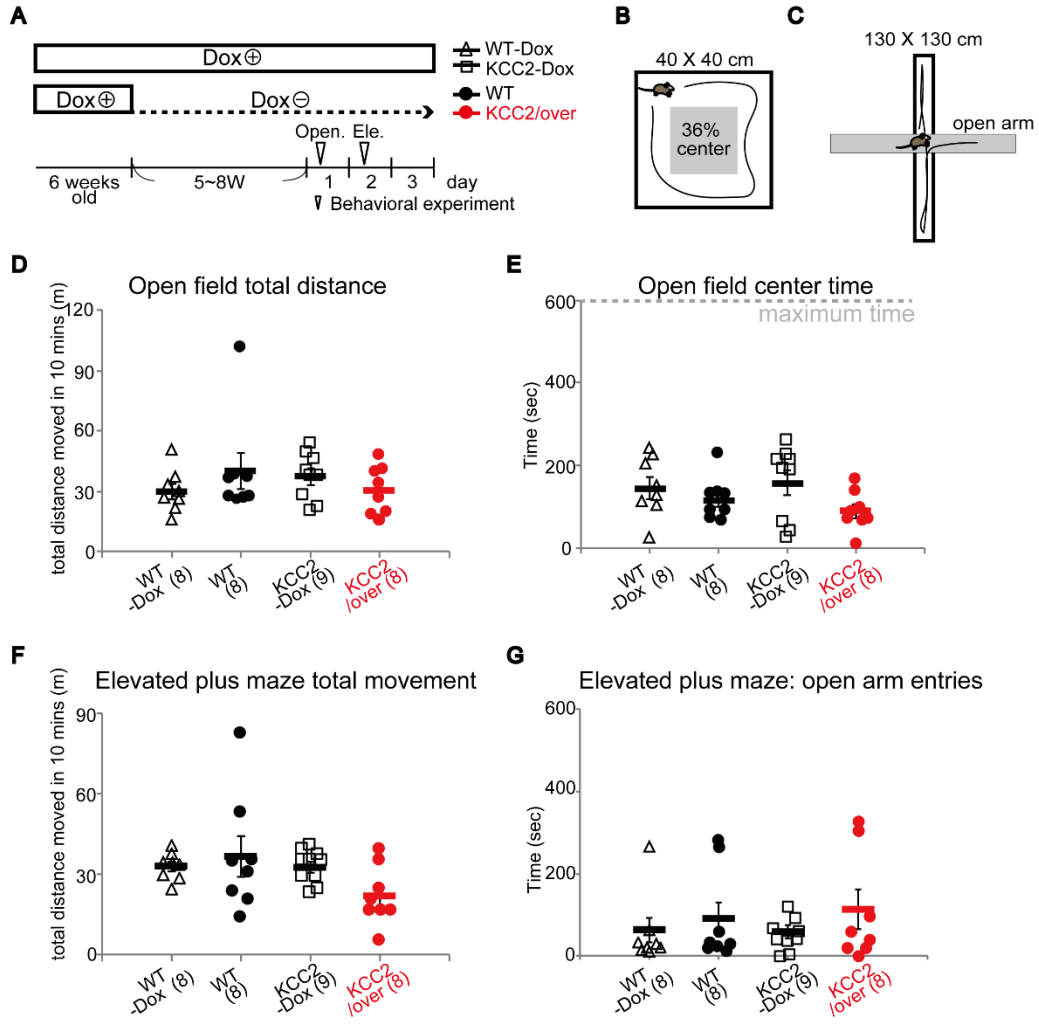 A
Dox⊕
Dox⊕
Dox⊖
WT-Dox
KCC2-Dox
WT
KCC2/over
Open. Ele.
6 weeks
old
5~8W
1
2
3
day
Behavioral experiment
B
40 X 40 cm
36%
center
C
130 X 130 cm
open arm
D
Open field total distance
total distance moved in 10 mins (m)
120
90
60
30
0
WT
-Dox (8)
WT
(8)
KCC2
-Dox (9)
KCC2
/over (8)
E
Open field center time
maximum time
Time (sec)
600
400
200
0
WT
-Dox (8)
WT
(8)
KCC2
-Dox (9)
KCC2
/over (8)
F
Elevated plus maze total movement
total distance moved in 10 mins (m)
90
60
30
0
WT
-Dox (8)
WT
(8)
KCC2
-Dox (9)
KCC2
/over (8)
G
Elevated plus maze: open arm entries
Time (sec)
600
400
200
0
WT
-Dox (8)
WT
(8)
KCC2
-Dox (9)
KCC2
/over (8)